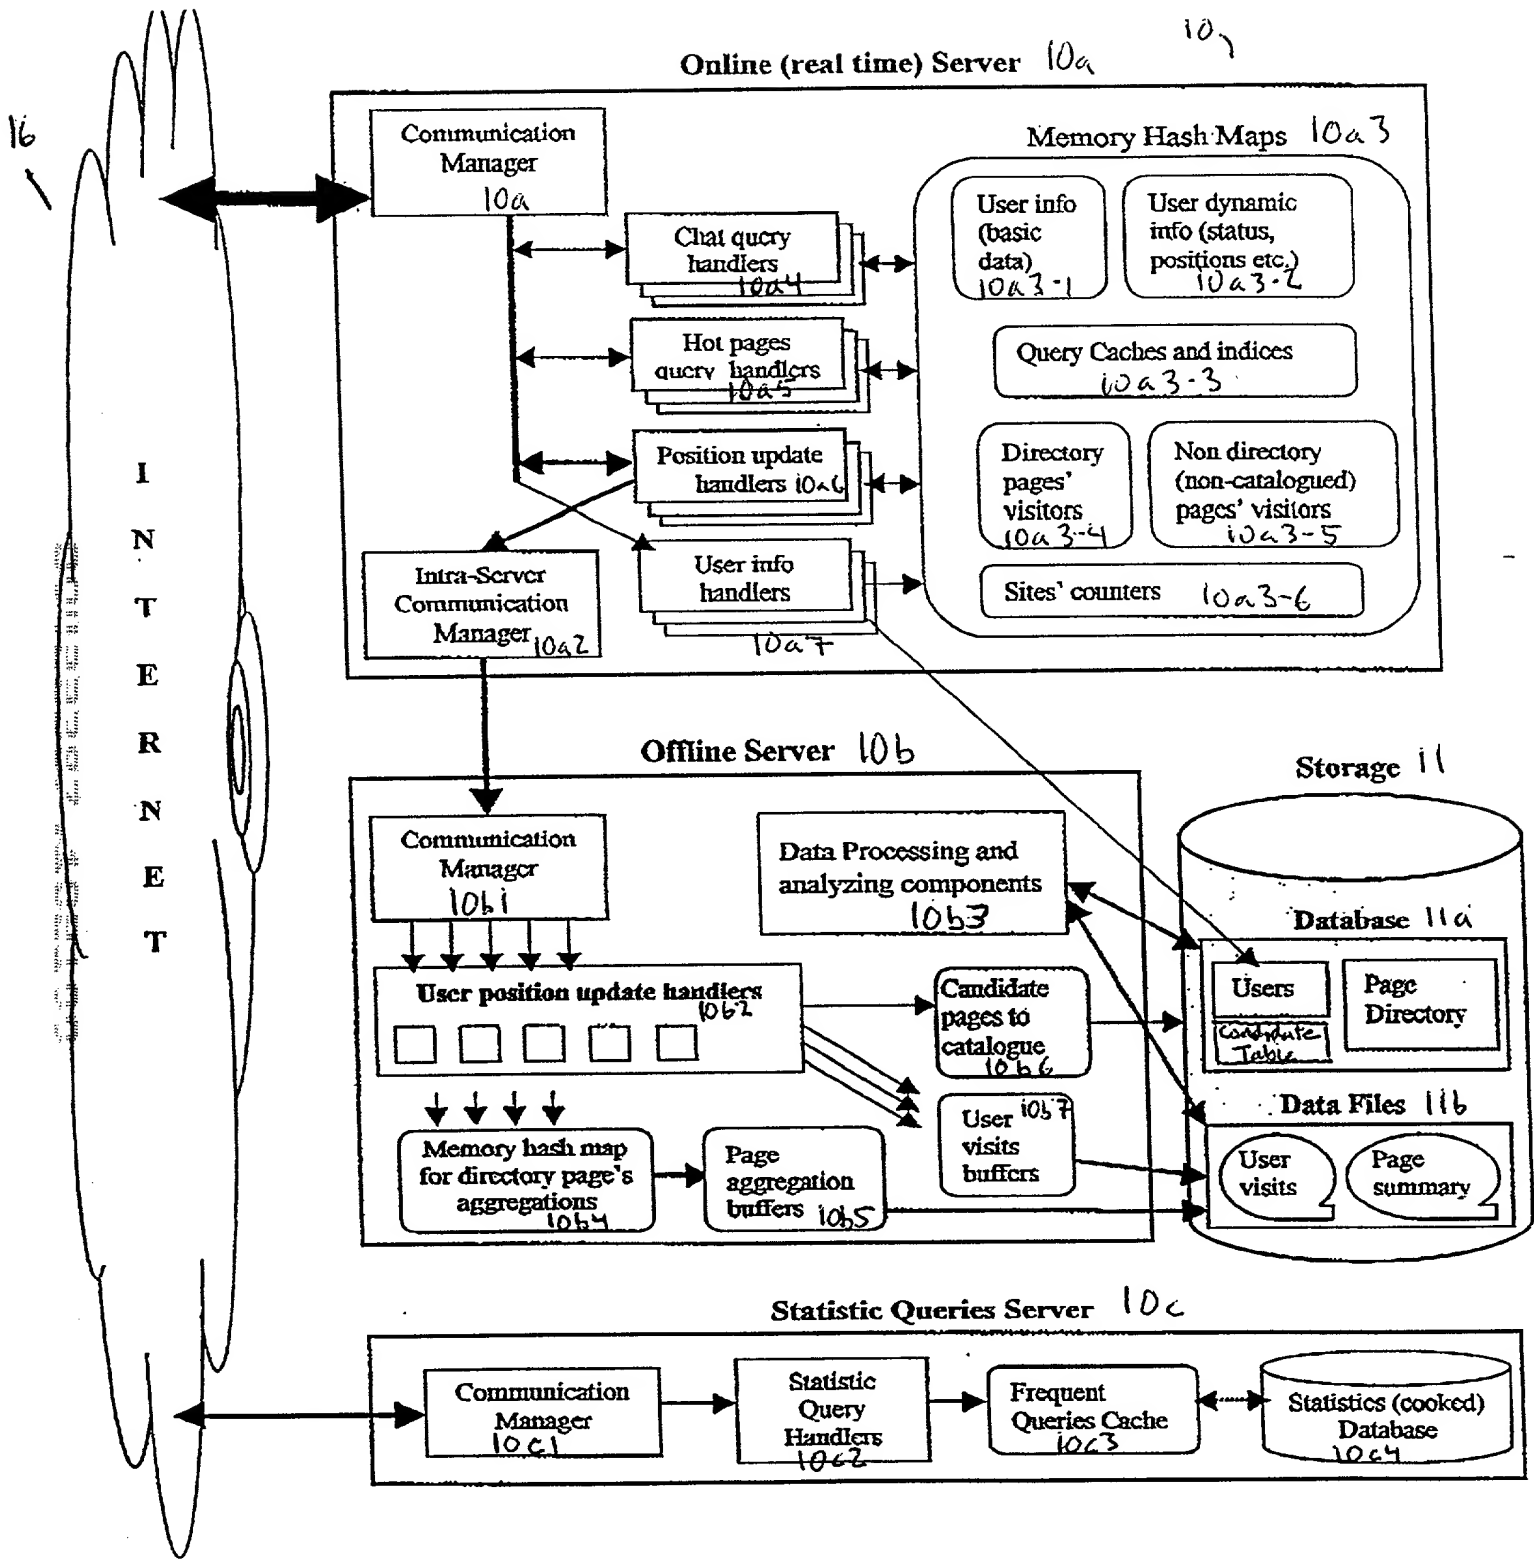 10
Online (real time) Server 10a
16
Communication
Manager
10a
Memory Hash Maps 10a3
User info
(basic
data)
10a3-1
User dynamic
info (status,
positions etc.)
10a3-2
Chat query
handlers
10a4
Hot pages
query handlers
10a5
Query Caches and indices
10a3-3
Position update
handlers 10a6
Directory
pages'
visitors
10a3-4
Non directory
(non-catalogued)
pages' visitors
10a3-5
User info
handlers
10a7
Sites' counters 10a3-6
Intra-Server
Communication
Manager 10a2
I
N
T
E
R
N
E
T
Offline Server 10b
Communication
Manager
10b1
Data Processing and
analyzing components
10b3
User position update handlers
10b2
Candidate
pages to
catalogue
10b6
User 10b7
visits
buffers
Memory hash map
for directory page's
aggregations
10b4
Page
aggregation
buffers 10b5
Storage 11
Database 11a
Users
Candidate
Table
Page
Directory
Data Files 11b
User
visits
Page
summary
Statistic Queries Server 10c
Communication
Manager
10c1
Statistic
Query
Handlers
10c2
Frequent
Queries Cache
10c3
Statistics (cooked)
Database
10c4